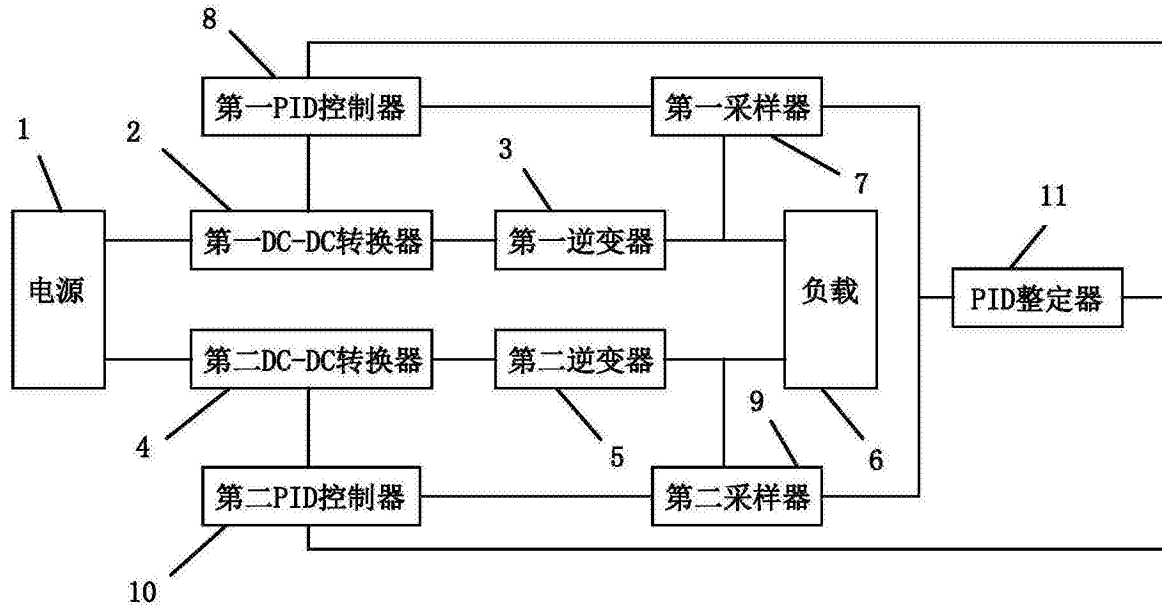 8
第一PID控制器
第一采样器
1
2
3
7
11
第一DC-DC转换器
第一逆变器
电源
负载
PID整定器
第二DC-DC转换器
第二逆变器
4
5
9
6
第二PID控制器
第二采样器
10